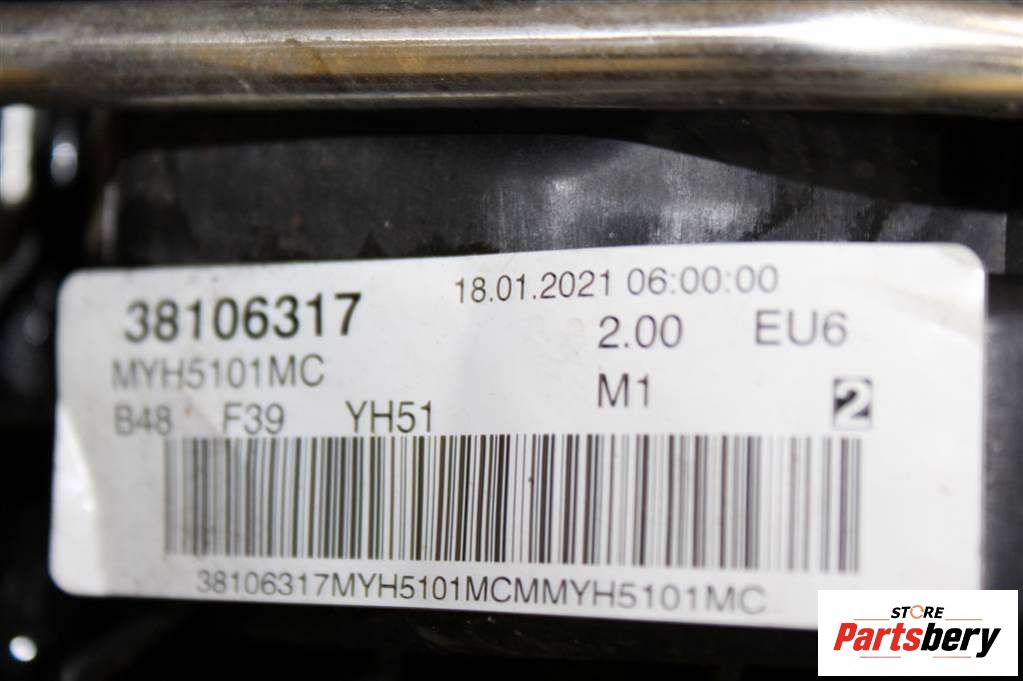 18.01.2021 06:00:00
38106317
2.00 EU6
MYH5101MC
M1 2
B48 F39 YH51
38106317MYH5101MCMMYH5101MC
STORE
Partsbery